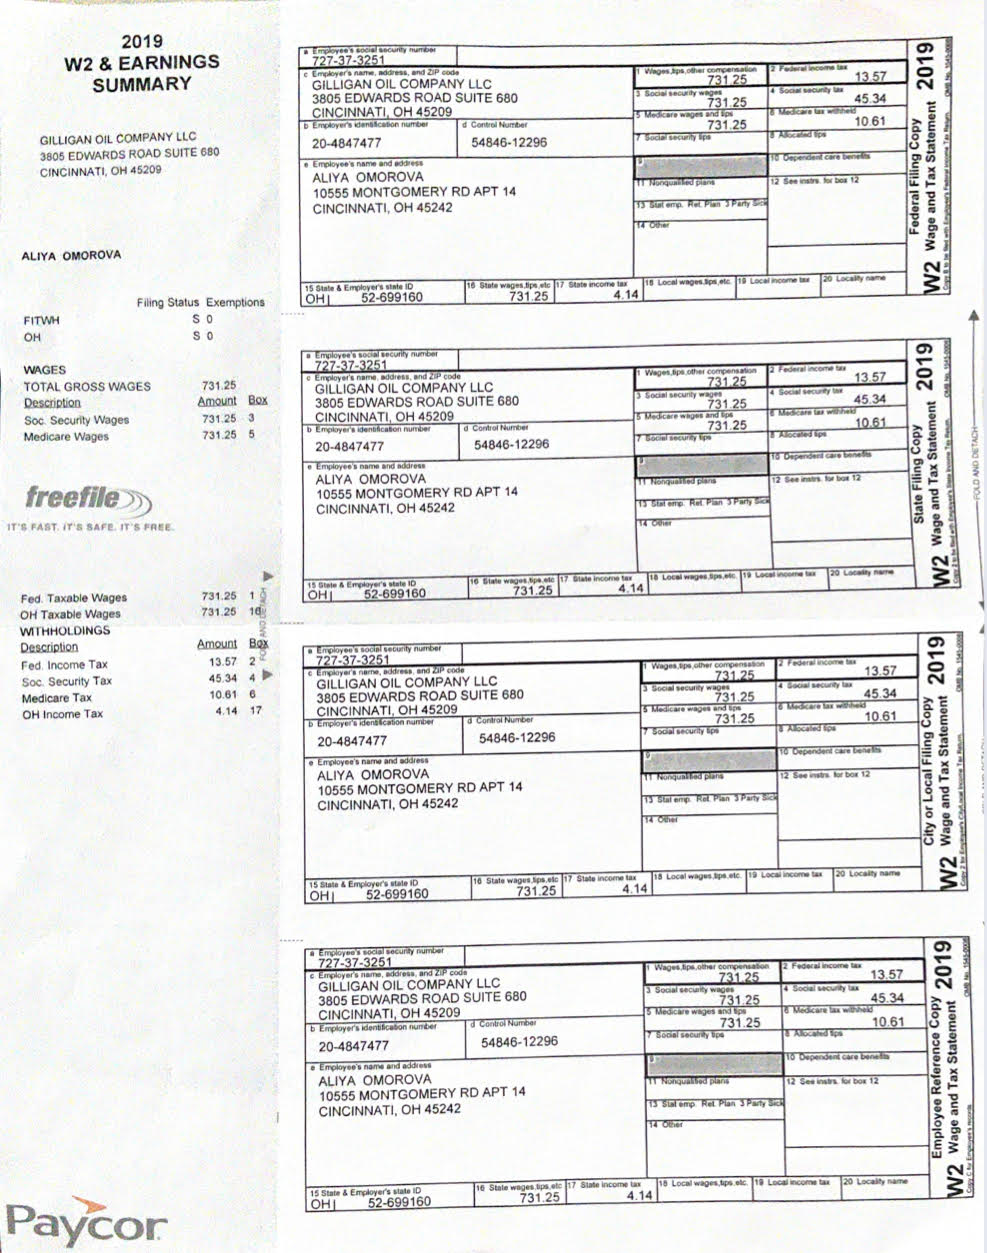 2019
W2 & EARNINGS
SUMMARY
GILLIGAN OIL COMPANY LLC
3805 EDWARDS ROAD SUITE 680
CINCINNATI, OH 45209
ALIYA OMOROVA
Filing Status Exemptions
FITWH S 0
OH S 0
WAGES
TOTAL GROSS WAGES 731.25
Description Amount Box
Soc. Security Wages 731.25 3
Medicare Wages 731.25 5
freefile
IT'S FAST. IT'S SAFE. IT'S FREE.
Fed. Taxable Wages 731.25 1
OH Taxable Wages 731.25 16
WITHHOLDINGS
Description Amount Box
Fed. Income Tax 13.57 2
Soc. Security Tax 45.34 4
Medicare Tax 10.61 6
OH Income Tax 4.14 17
FOLD AND DETACH
Paycor
a Employee's social security number
727-37-3251
c Employer's name, address, and ZIP code
GILLIGAN OIL COMPANY LLC
3805 EDWARDS ROAD SUITE 680
CINCINNATI, OH 45209
b Employer's identification number d Control Number
20-4847477 54846-12296
e Employee's name and address
ALIYA OMOROVA
10555 MONTGOMERY RD APT 14
CINCINNATI, OH 45242
1 Wages,tips,other compensation 2 Federal income tax
731.25 13.57
3 Social security wages 4 Social security tax
731.25 45.34
5 Medicare wages and tips 6 Medicare tax withheld
731.25 10.61
7 Social security tips 8 Allocated tips
9 10 Dependent care benefits
11 Nonqualified plans 12 See instrs. for box 12
13 Stat emp. Ret. Plan 3 Party Sick
14 Other
15 State & Employer's state ID 16 State wages,tips,etc 17 State income tax 18 Local wages,tips,etc. 19 Local income tax 20 Locality name
OH 52-699160 731.25 4.14
W2 Federal Filing Copy
Wage and Tax Statement 2019
Copy B to be filed with Employee's Federal Income Tax Return.
OMB No. 1545-0008
a Employee's social security number
727-37-3251
c Employer's name, address, and ZIP code
GILLIGAN OIL COMPANY LLC
3805 EDWARDS ROAD SUITE 680
CINCINNATI, OH 45209
b Employer's identification number d Control Number
20-4847477 54846-12296
e Employee's name and address
ALIYA OMOROVA
10555 MONTGOMERY RD APT 14
CINCINNATI, OH 45242
1 Wages,tips,other compensation 2 Federal income tax
731.25 13.57
3 Social security wages 4 Social security tax
731.25 45.34
5 Medicare wages and tips 6 Medicare tax withheld
731.25 10.61
7 Social security tips 8 Allocated tips
9 10 Dependent care benefits
11 Nonqualified plans 12 See instrs. for box 12
13 Stat emp. Ret. Plan 3 Party Sick
14 Other
15 State & Employer's state ID 16 State wages,tips,etc 17 State income tax 18 Local wages,tips,etc. 19 Local income tax 20 Locality name
OH 52-699160 731.25 4.14
W2 State Filing Copy
Wage and Tax Statement 2019
Copy 2 to be filed with Employee's State Income Tax Return.
OMB No. 1545-0008
FOLD AND DETACH
a Employee's social security number
727-37-3251
c Employer's name, address, and ZIP code
GILLIGAN OIL COMPANY LLC
3805 EDWARDS ROAD SUITE 680
CINCINNATI, OH 45209
b Employer's identification number d Control Number
20-4847477 54846-12296
e Employee's name and address
ALIYA OMOROVA
10555 MONTGOMERY RD APT 14
CINCINNATI, OH 45242
1 Wages,tips,other compensation 2 Federal income tax
731.25 13.57
3 Social security wages 4 Social security tax
731.25 45.34
5 Medicare wages and tips 6 Medicare tax withheld
731.25 10.61
7 Social security tips 8 Allocated tips
9 10 Dependent care benefits
11 Nonqualified plans 12 See instrs. for box 12
13 Stat emp. Ret. Plan 3 Party Sick
14 Other
15 State & Employer's state ID 16 State wages,tips,etc 17 State income tax 18 Local wages,tips,etc. 19 Local income tax 20 Locality name
OH 52-699160 731.25 4.14
W2 City or Local Filing Copy
Wage and Tax Statement 2019
Copy 2 for Employee's City/Local Income Tax Return.
OMB No. 1545-0008
a Employee's social security number
727-37-3251
c Employer's name, address, and ZIP code
GILLIGAN OIL COMPANY LLC
3805 EDWARDS ROAD SUITE 680
CINCINNATI, OH 45209
b Employer's identification number d Control Number
20-4847477 54846-12296
e Employee's name and address
ALIYA OMOROVA
10555 MONTGOMERY RD APT 14
CINCINNATI, OH 45242
1 Wages,tips,other compensation 2 Federal income tax
731.25 13.57
3 Social security wages 4 Social security tax
731.25 45.34
5 Medicare wages and tips 6 Medicare tax withheld
731.25 10.61
7 Social security tips 8 Allocated tips
9 10 Dependent care benefits
11 Nonqualified plans 12 See instrs. for box 12
13 Stat emp. Ret. Plan 3 Party Sick
14 Other
15 State & Employer's state ID 16 State wages,tips,etc 17 State income tax 18 Local wages,tips,etc. 19 Local income tax 20 Locality name
OH 52-699160 731.25 4.14
W2 Employee Reference Copy
Wage and Tax Statement 2019
Copy C for Employee's records
OMB No. 1545-0008